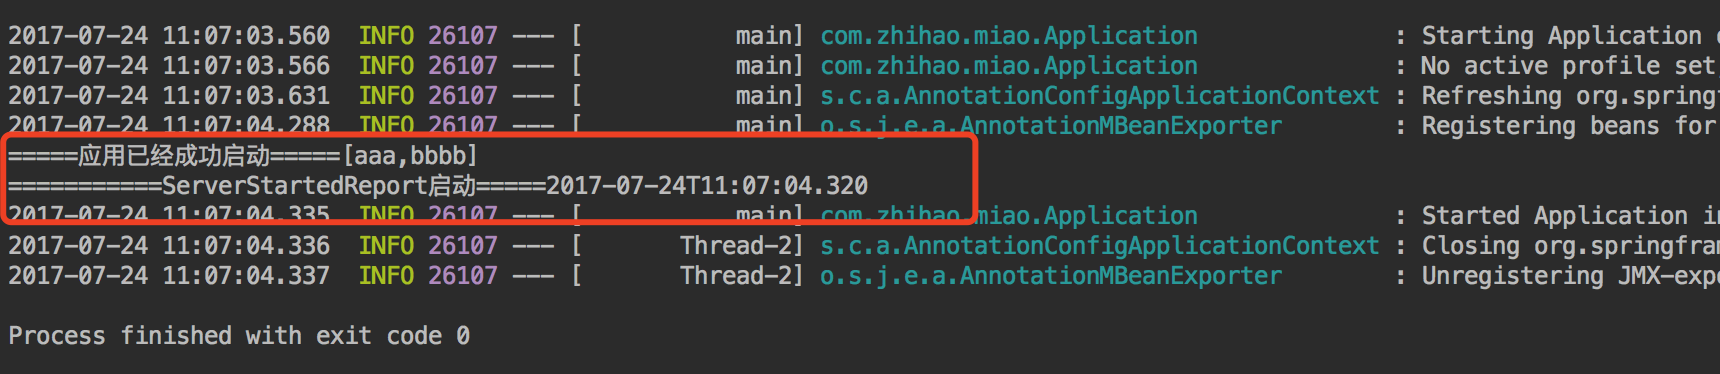 2017-07-24 11:07:03.560  INFO 26107 --- [           main] com.zhihao.miao.Application              : Starting Application
2017-07-24 11:07:03.566  INFO 26107 --- [           main] com.zhihao.miao.Application              : No active profile set,
2017-07-24 11:07:03.631  INFO 26107 --- [           main] s.c.a.AnnotationConfigApplicationContext : Refreshing org.spring
2017-07-24 11:07:04.288  INFO 26107 --- [           main] o.s.j.e.a.AnnotationMBeanExporter        : Registering beans for
=====应用已经成功启动=====[aaa,bbbb]
===========ServerStartedReport启动=====2017-07-24T11:07:04.320
2017-07-24 11:07:04.335  INFO 26107 --- [           main] com.zhihao.miao.Application              : Started Application in
2017-07-24 11:07:04.336  INFO 26107 --- [       Thread-2] s.c.a.AnnotationConfigApplicationContext : Closing org.springfram
2017-07-24 11:07:04.337  INFO 26107 --- [       Thread-2] o.s.j.e.a.AnnotationMBeanExporter        : Unregistering JMX-expo
Process finished with exit code 0